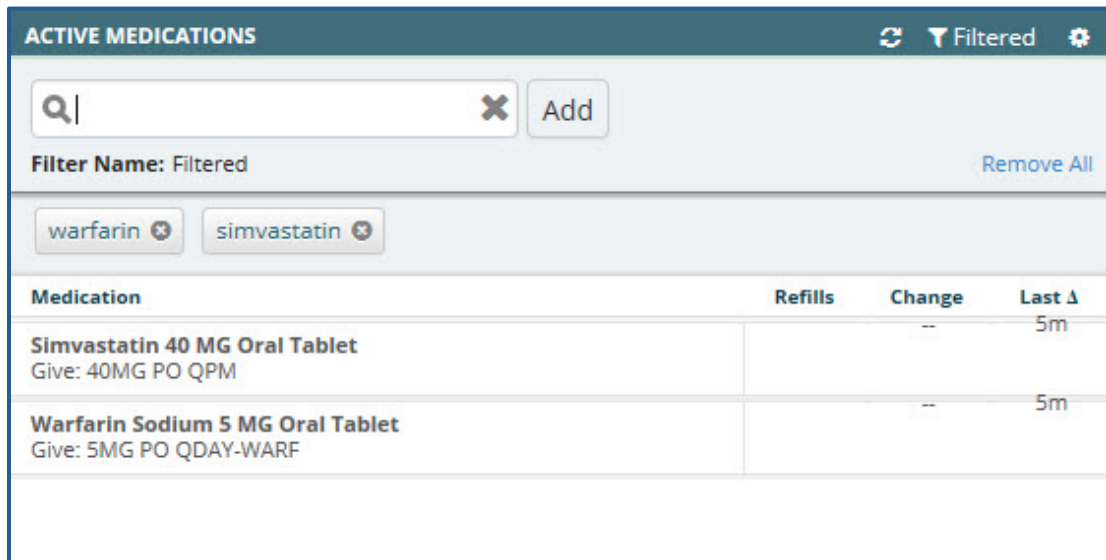 ACTIVE MEDICATIONS Filtered
Add
Filter Name: Filtered Remove All
warfarin simvastatin
Medication Refills Change Last Δ
Simvastatin 40 MG Oral Tablet -- 5m
Give: 40MG PO QPM
Warfarin Sodium 5 MG Oral Tablet -- 5m
Give: 5MG PO QDAY-WARF